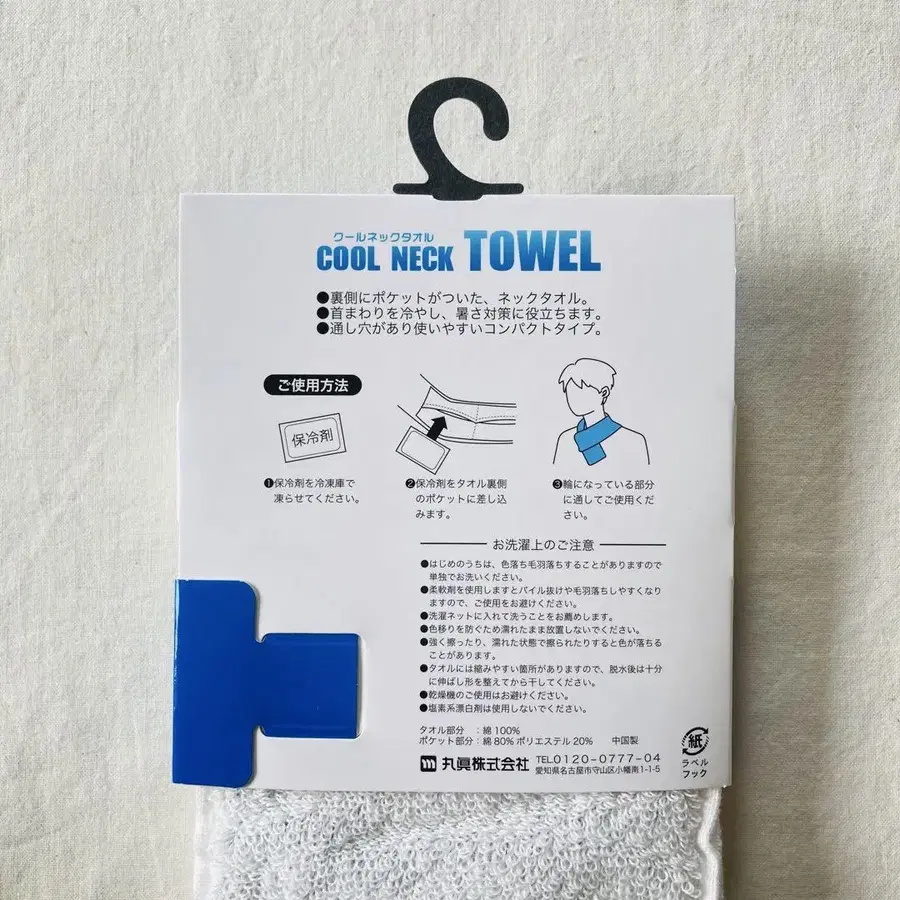 クールネックタオル
COOL NECK TOWEL
●裏側にポケットがついた、ネックタオル。
●首まわりを冷やし、暑さ対策に役立ちます。
●通し穴があり使いやすいコンパクトタイプ。
ご使用方法
保冷剤
❶保冷剤を冷凍庫で
凍らせてください。
❷保冷剤をタオル裏側
のポケットに差し込
みます。
❸輪になっている部分
に通してご使用くだ
さい。
お洗濯上のご注意
●はじめのうちは、色落ち毛羽落ちすることがありますので
単独でお洗いください。
●柔軟剤を使用しますとパイル抜けや毛羽落ちしやすくなり
ますので、ご使用をお避けください。
●洗濯ネットに入れて洗うことをお薦めします。
●色移りを防ぐため濡れたまま放置しないでください。
●強く擦ったり、濡れた状態で擦られたりすると色が落ちる
ことがあります。
●タオルには縮みやすい箇所がありますので、脱水後は十分
に伸ばし形を整えてから干してください。
●乾燥機のご使用はお避けください。
●塩素系漂白剤は使用しないでください。
タオル部分 ：綿 100%
ポケット部分：綿 80% ポリエステル 20% 中国製
丸眞株式会社 TEL.0120-0777-04
愛知県名古屋市守山区小幡南1-1-5
紙
ラベル
フック